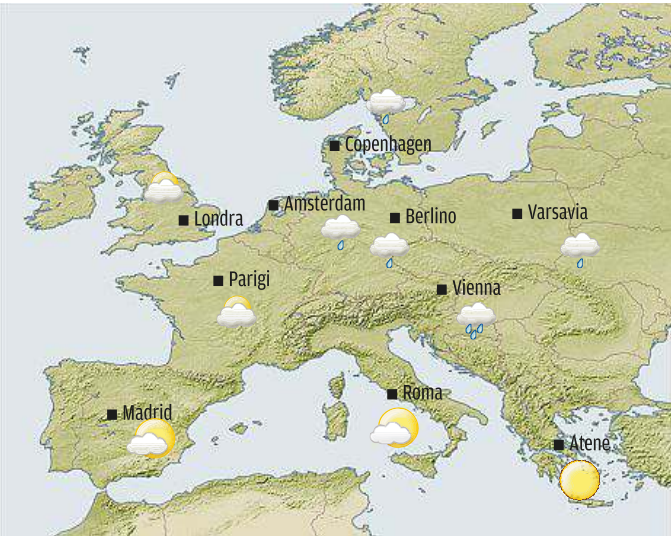 Copenhagen
Amsterdam
Londra
Berlino
Varsavia
Parigi
Vienna
Roma
Madrid
Atene